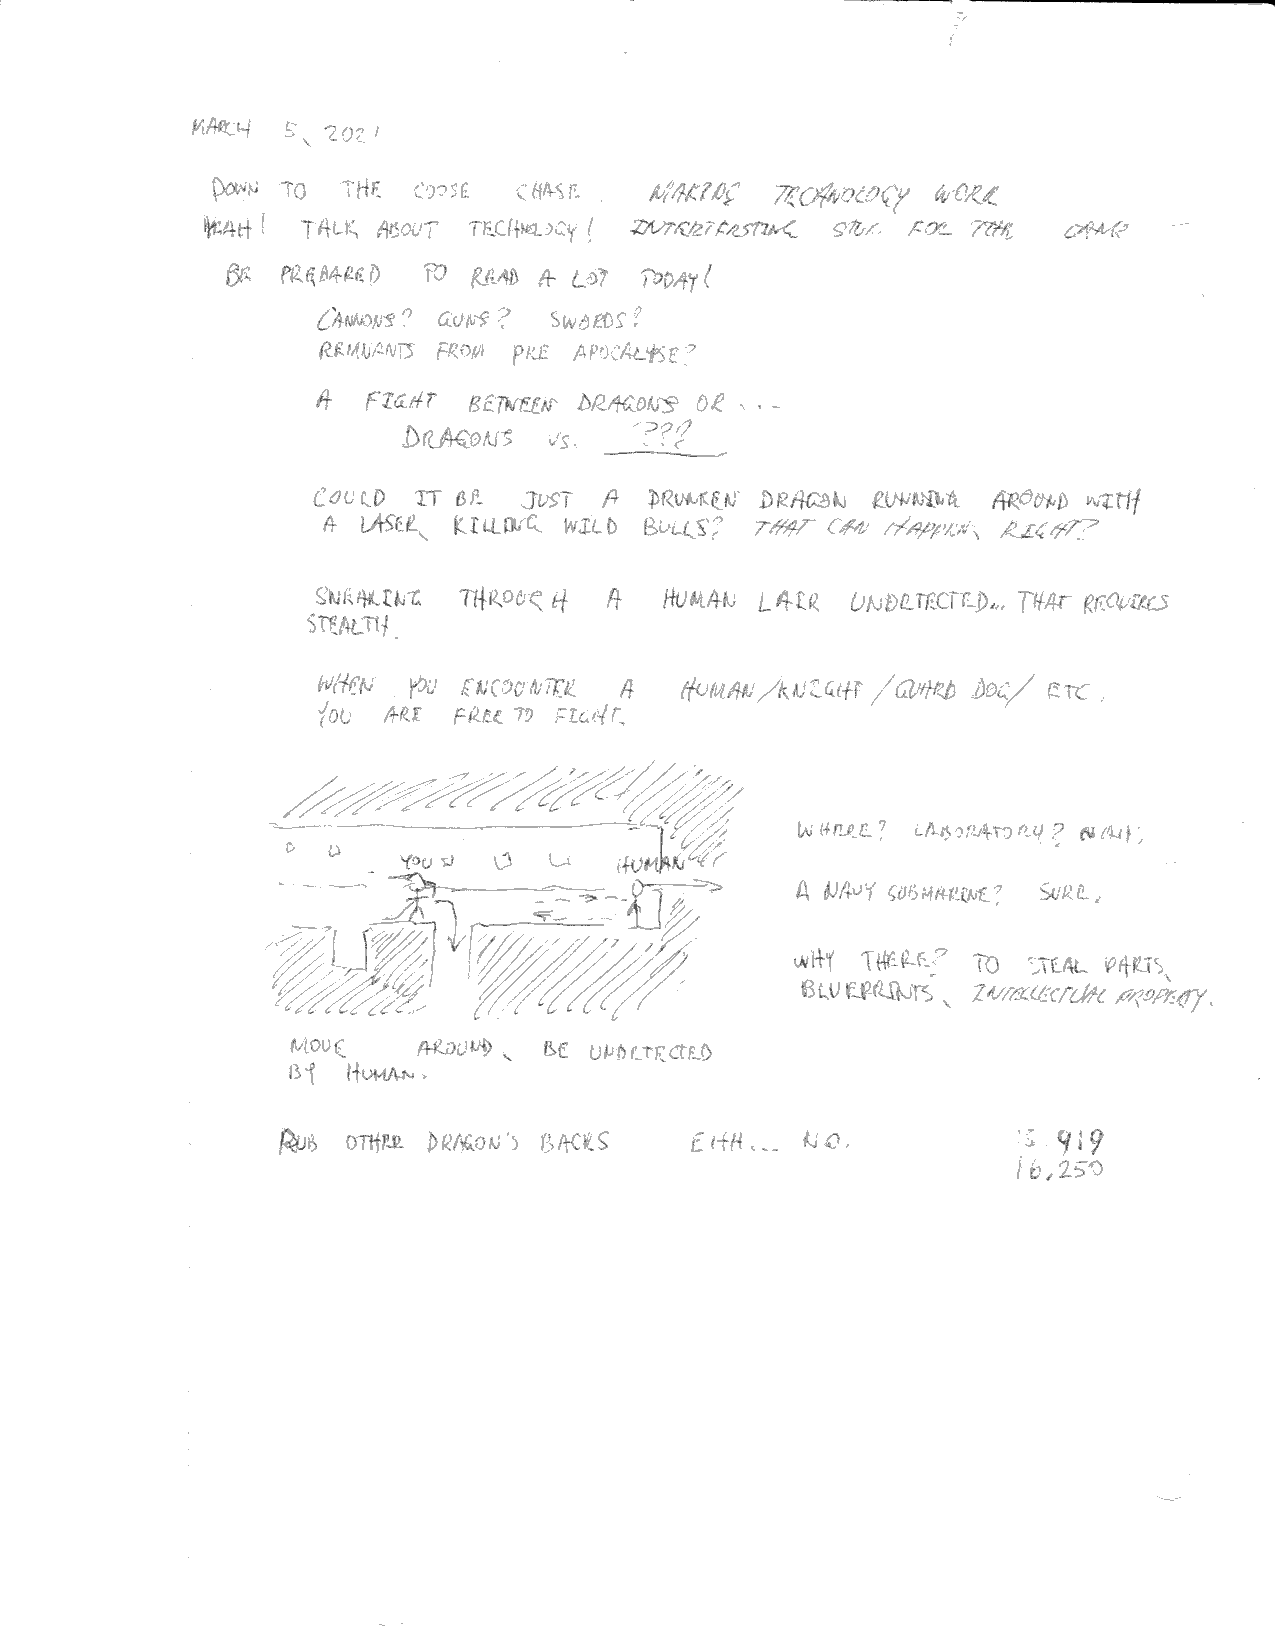 MARCH 5, 2021
DOWN TO THE GOOSE CHASE. MAKING TECHNOLOGY WORK
YEAH! TALK ABOUT TECHNOLOGY! INTERTERSTING FOR THE GAME
BE PREBARED TO READ A LOT TODAY!
CANNONS? GUNS? SWORDS?
REMNANTS FROM PRE APOCALYPSE?
A FIGHT BETWEEN DRAGONS OR ...
DRAGONS VS. ???
COULD IT BE JUST A DRUNKEN DRAGON RUNNING AROUND WITH
A LASER, KILLING WILD BULLS? THAT CAN HAPPEN, RIGHT?
SNEAKING THROUGH A HUMAN LAIR UNDETECTED... THAT REQUIRES
STEALTH.
WHEN YOU ENCOUNTER A HUMAN/KNIGHT/GUARD DOG/ETC.
YOU ARE FREE TO FIGHT.
YOU
HUMAN
WHERE? LABORATORY?
A NAVY SUBMARINE? SURE.
WHY THERE? TO STEAL PARTS,
BLUEPRINTS, INTELLECTUAL PROPERTY.
MOVE AROUND, BE UNDETECTED
BY HUMAN.
RUB OTHER DRAGON'S BACKS EHH... NO.
919
16,250